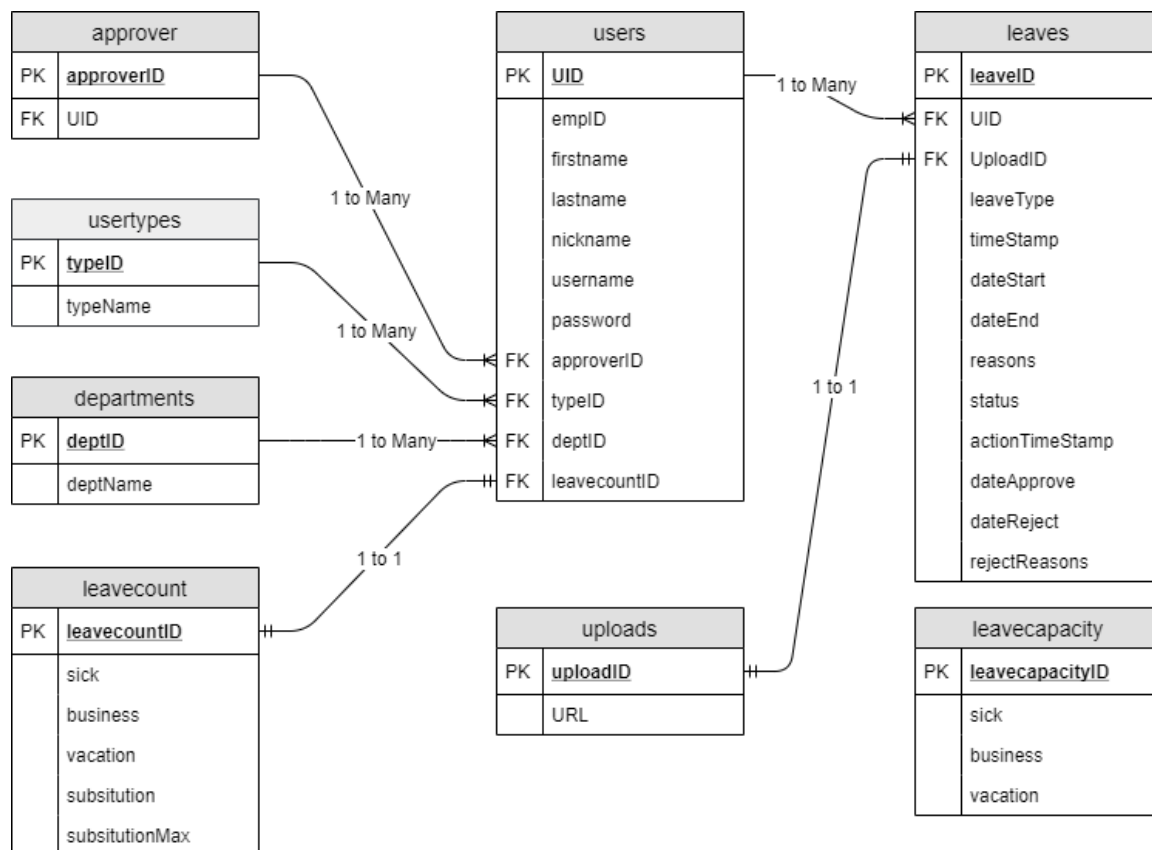 approver
PK approverID
FK UID
usertypes
PK typeID
typeName
departments
PK deptID
deptName
leavecount
PK leavecountID
sick
business
vacation
subsitution
subsitutionMax
1 to Many
1 to Many
1 to Many
1 to 1
users
PK UID
empID
firstname
lastname
nickname
username
password
FK approverID
FK typeID
FK deptID
FK leavecountID
uploads
PK uploadID
URL
1 to Many
1 to 1
leaves
PK leaveID
FK UID
FK UploadID
leaveType
timeStamp
dateStart
dateEnd
reasons
status
actionTimeStamp
dateApprove
dateReject
rejectReasons
leavecapacity
PK leavecapacityID
sick
business
vacation